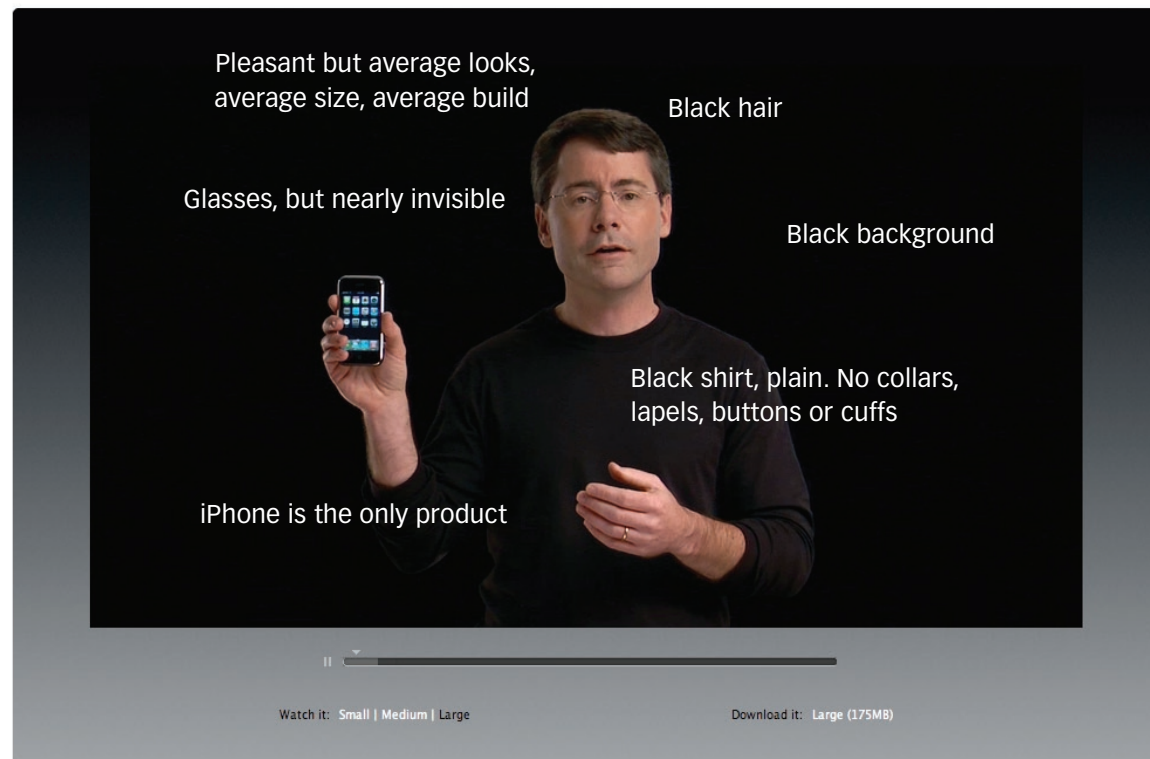 Pleasant but average looks,
average size, average build
Black hair
Glasses, but nearly invisible
Black background
Black shirt, plain. No collars,
lapels, buttons or cuffs
iPhone is the only product
Watch it: Small | Medium | Large
Download it: Large (175MB)